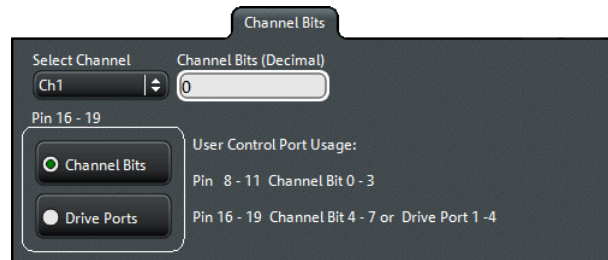 Channel Bits
Select Channel
Channel Bits (Decimal)
Ch1
0
Pin 16 - 19
Channel Bits
Drive Ports
User Control Port Usage:
Pin 8 - 11 Channel Bit 0 - 3
Pin 16 - 19 Channel Bit 4 - 7 or Drive Port 1 -4